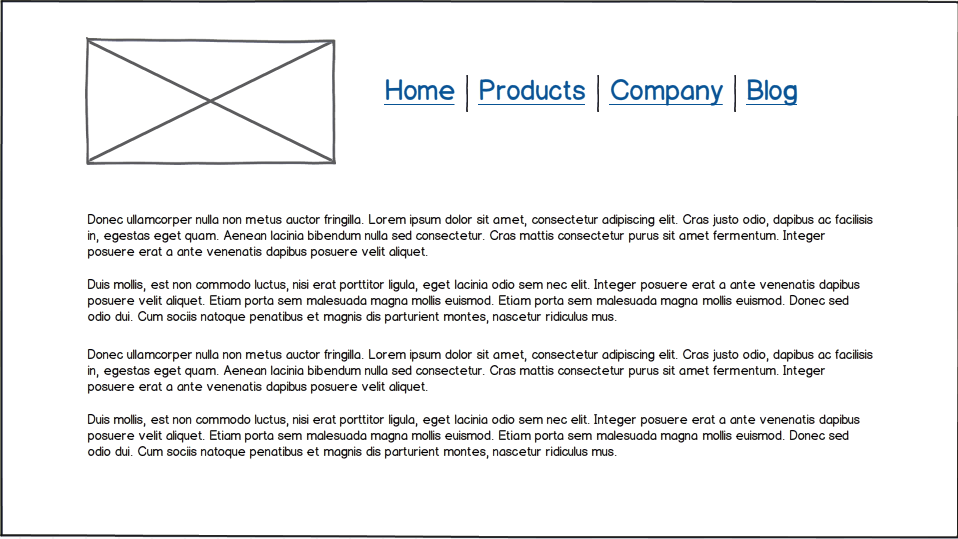 Home | Products | Company | Blog
Donec ullamcorper nulla non metus auctor fringilla. Lorem ipsum dolor sit amet, consectetur adipiscing elit. Cras justo odio, dapibus ac facilisis
in, egestas eget quam. Aenean lacinia bibendum nulla sed consectetur. Cras mattis consectetur purus sit amet fermentum. Integer
posuere erat a ante venenatis dapibus posuere velit aliquet.
Duis mollis, est non commodo luctus, nisi erat porttitor ligula, eget lacinia odio sem nec elit. Integer posuere erat a ante venenatis dapibus
posuere velit aliquet. Etiam porta sem malesuada magna mollis euismod. Etiam porta sem malesuada magna mollis euismod. Donec sed
odio dui. Cum sociis natoque penatibus et magnis dis parturient montes, nascetur ridiculus mus.
Donec ullamcorper nulla non metus auctor fringilla. Lorem ipsum dolor sit amet, consectetur adipiscing elit. Cras justo odio, dapibus ac facilisis
in, egestas eget quam. Aenean lacinia bibendum nulla sed consectetur. Cras mattis consectetur purus sit amet fermentum. Integer
posuere erat a ante venenatis dapibus posuere velit aliquet.
Duis mollis, est non commodo luctus, nisi erat porttitor ligula, eget lacinia odio sem nec elit. Integer posuere erat a ante venenatis dapibus
posuere velit aliquet. Etiam porta sem malesuada magna mollis euismod. Etiam porta sem malesuada magna mollis euismod. Donec sed
odio dui. Cum sociis natoque penatibus et magnis dis parturient montes, nascetur ridiculus mus.